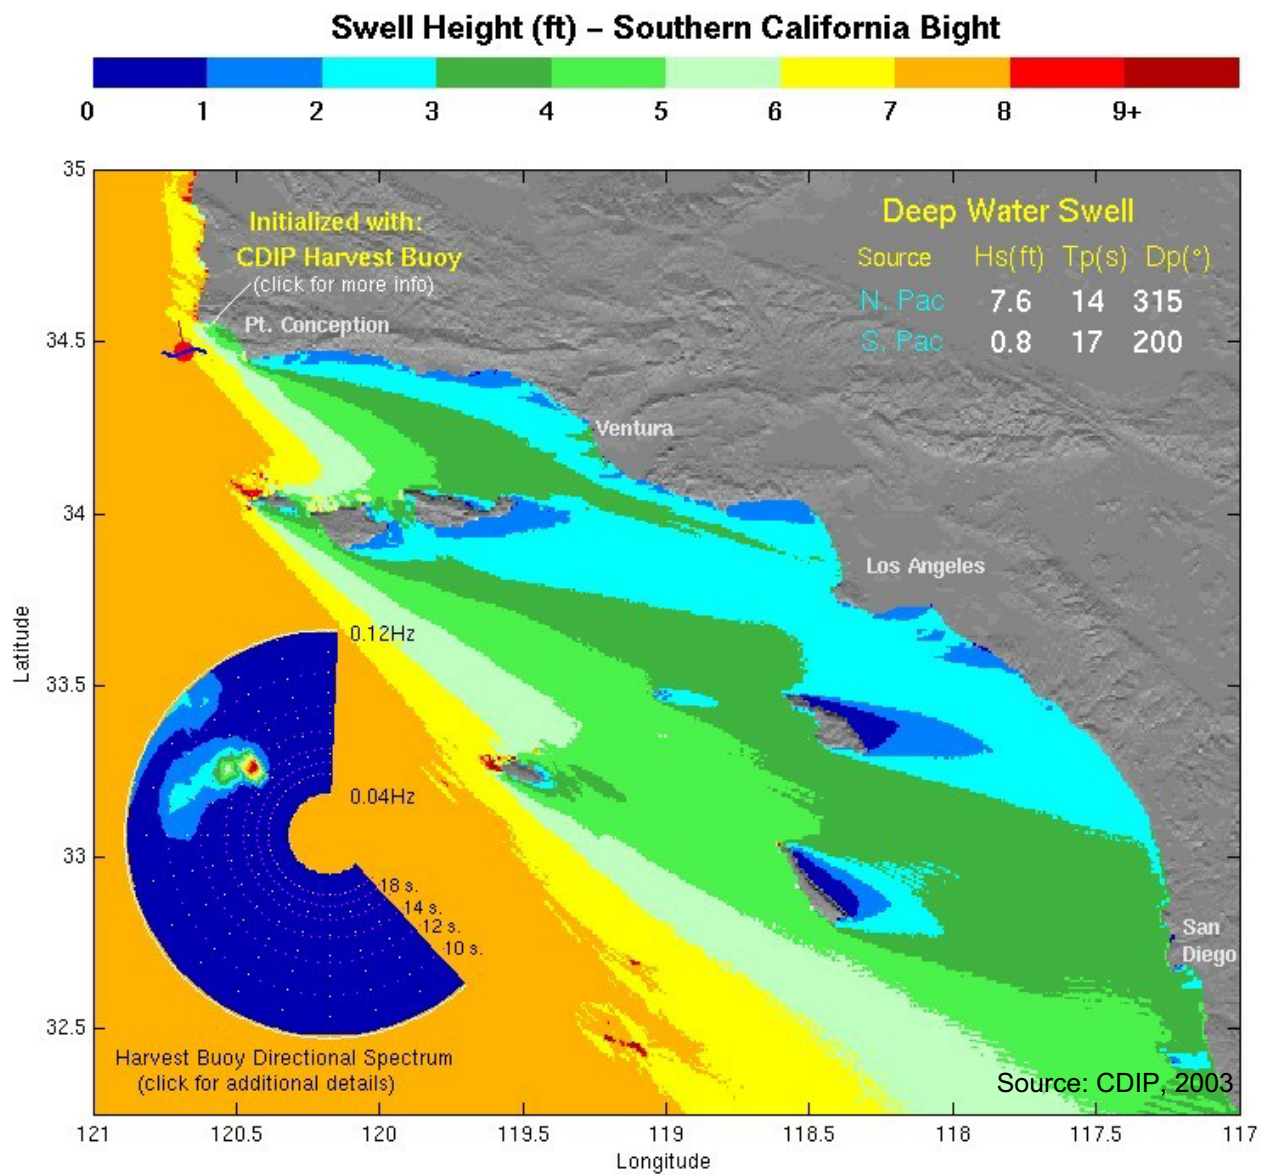 Swell Height (ft) – Southern California Bight
0 1 2 3 4 5 6 7 8 9+
35
34.5
34
33.5
33
32.5
Latitude
Initialized with:
CDIP Harvest Buoy
(click for more info)
Pt. Conception
Deep Water Swell
Source Hs(ft) Tp(s) Dp(°)
N. Pac 7.6 14 315
S. Pac 0.8 17 200
Ventura
Los Angeles
San
Diego
0.12Hz
0.04Hz
18 s.
14 s.
12 s.
10 s.
Harvest Buoy Directional Spectrum
(click for additional details)
Source: CDIP, 2003
121 120.5 120 119.5 119 118.5 118 117.5 117
Longitude